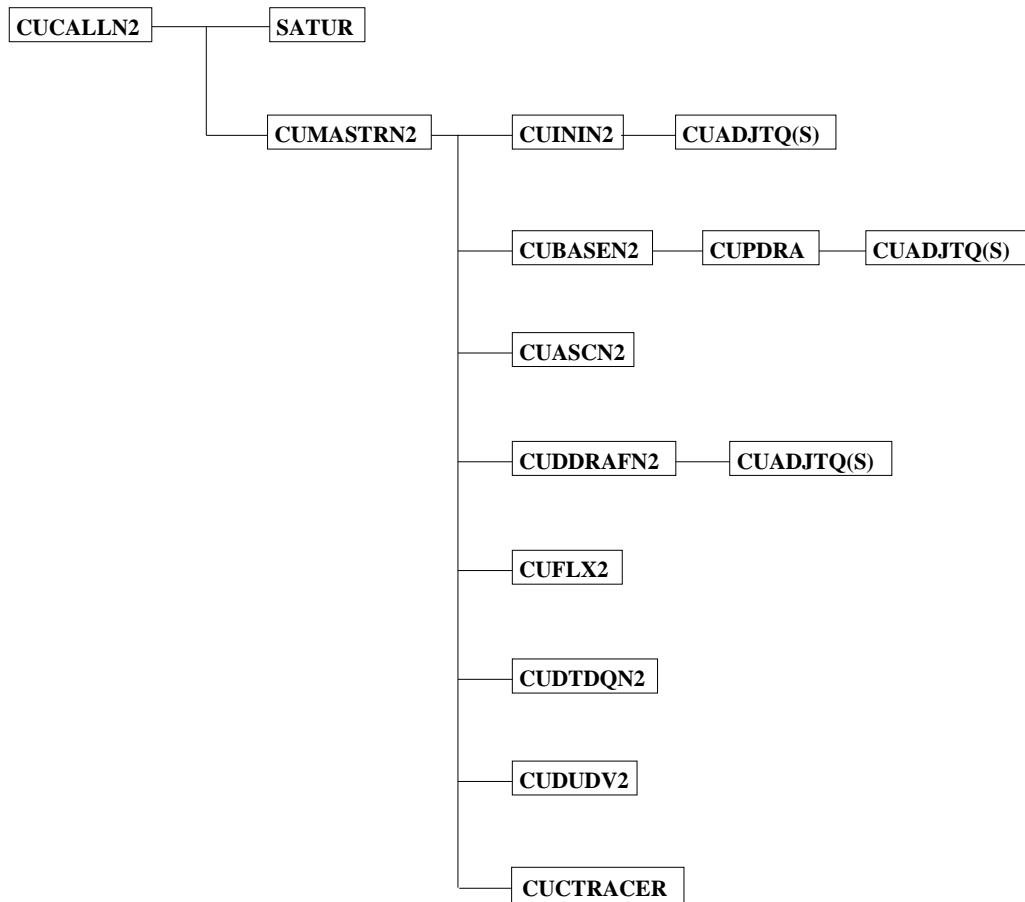 CUCALLN2 SATUR
CUMASTRN2 CUININ2 CUADJTQ(S)
CUBASEN2 CUPDRA CUADJTQ(S)
CUASCN2
CUDDRAFN2 CUADJTQ(S)
CUFLX2
CUDTDQN2
CUDUDV2
CUCTRACER